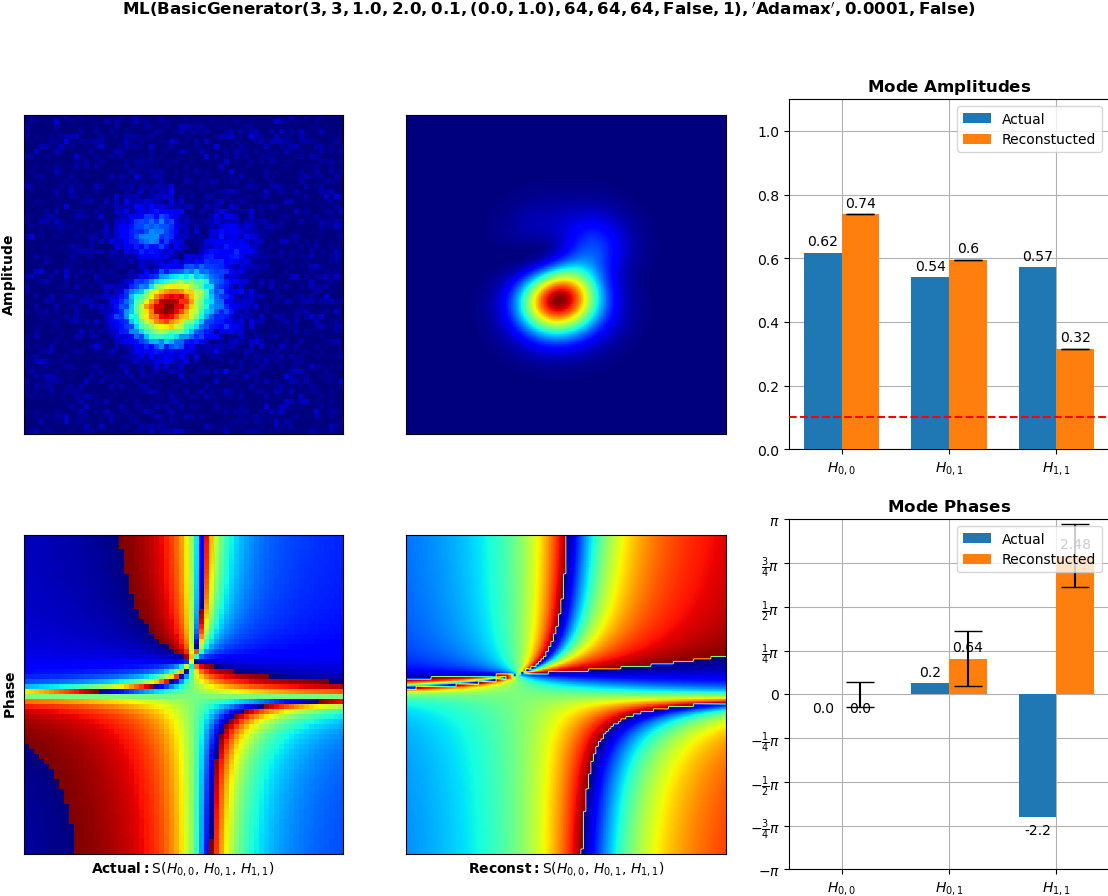 ML(BasicGenerator(3, 3, 1.0, 2.0, 0.1, (0.0, 1.0), 64, 64, 64, False, 1), ′Adamax′, 0.0001, False)
Amplitude
Mode Amplitudes
Actual
Reconstucted
1.0
0.8
0.6
0.4
0.2
0.0
0.62
0.74
0.54
0.6
0.57
0.32
H0,0
H0,1
H1,1
Phase
Actual: S(H0,0, H0,1, H1,1)
Reconst: S(H0,0, H0,1, H1,1)
Mode Phases
Actual
Reconstucted
π
3/4π
1/2π
1/4π
0
−1/4π
−1/2π
−3/4π
−π
0.0
0.0
0.2
0.64
-2.2
2.48
H0,0
H0,1
H1,1